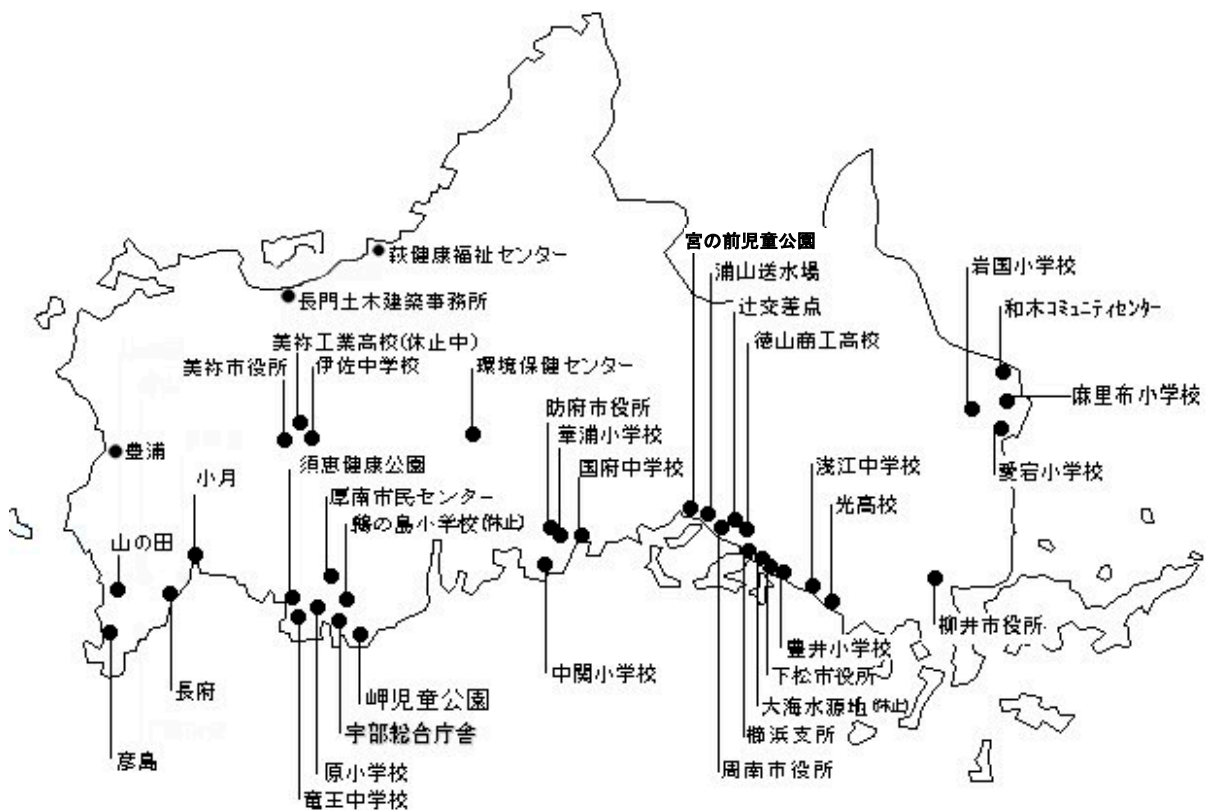 宮の前児童公園
萩健康福祉センター
浦山送水場
岩国小学校
長門土木建築事務所
辻交差点
和木コミュニティセンター
美祢工業高校(休止中)
徳山商工高校
美祢市役所
伊佐中学校
環境保健センター
麻里布小学校
防府市役所
華浦小学校
豊浦
須恵健康公園
国府中学校
浅江中学校
愛宕小学校
小月
厚南市民センター
光高校
鵜の島小学校(休止)
山の田
柳井市役所
豊井小学校
中関小学校
下松市役所
長府
岬児童公園
大海水源地(休止)
宇部総合庁舎
櫛浜支所
彦島
原小学校
周南市役所
竜王中学校